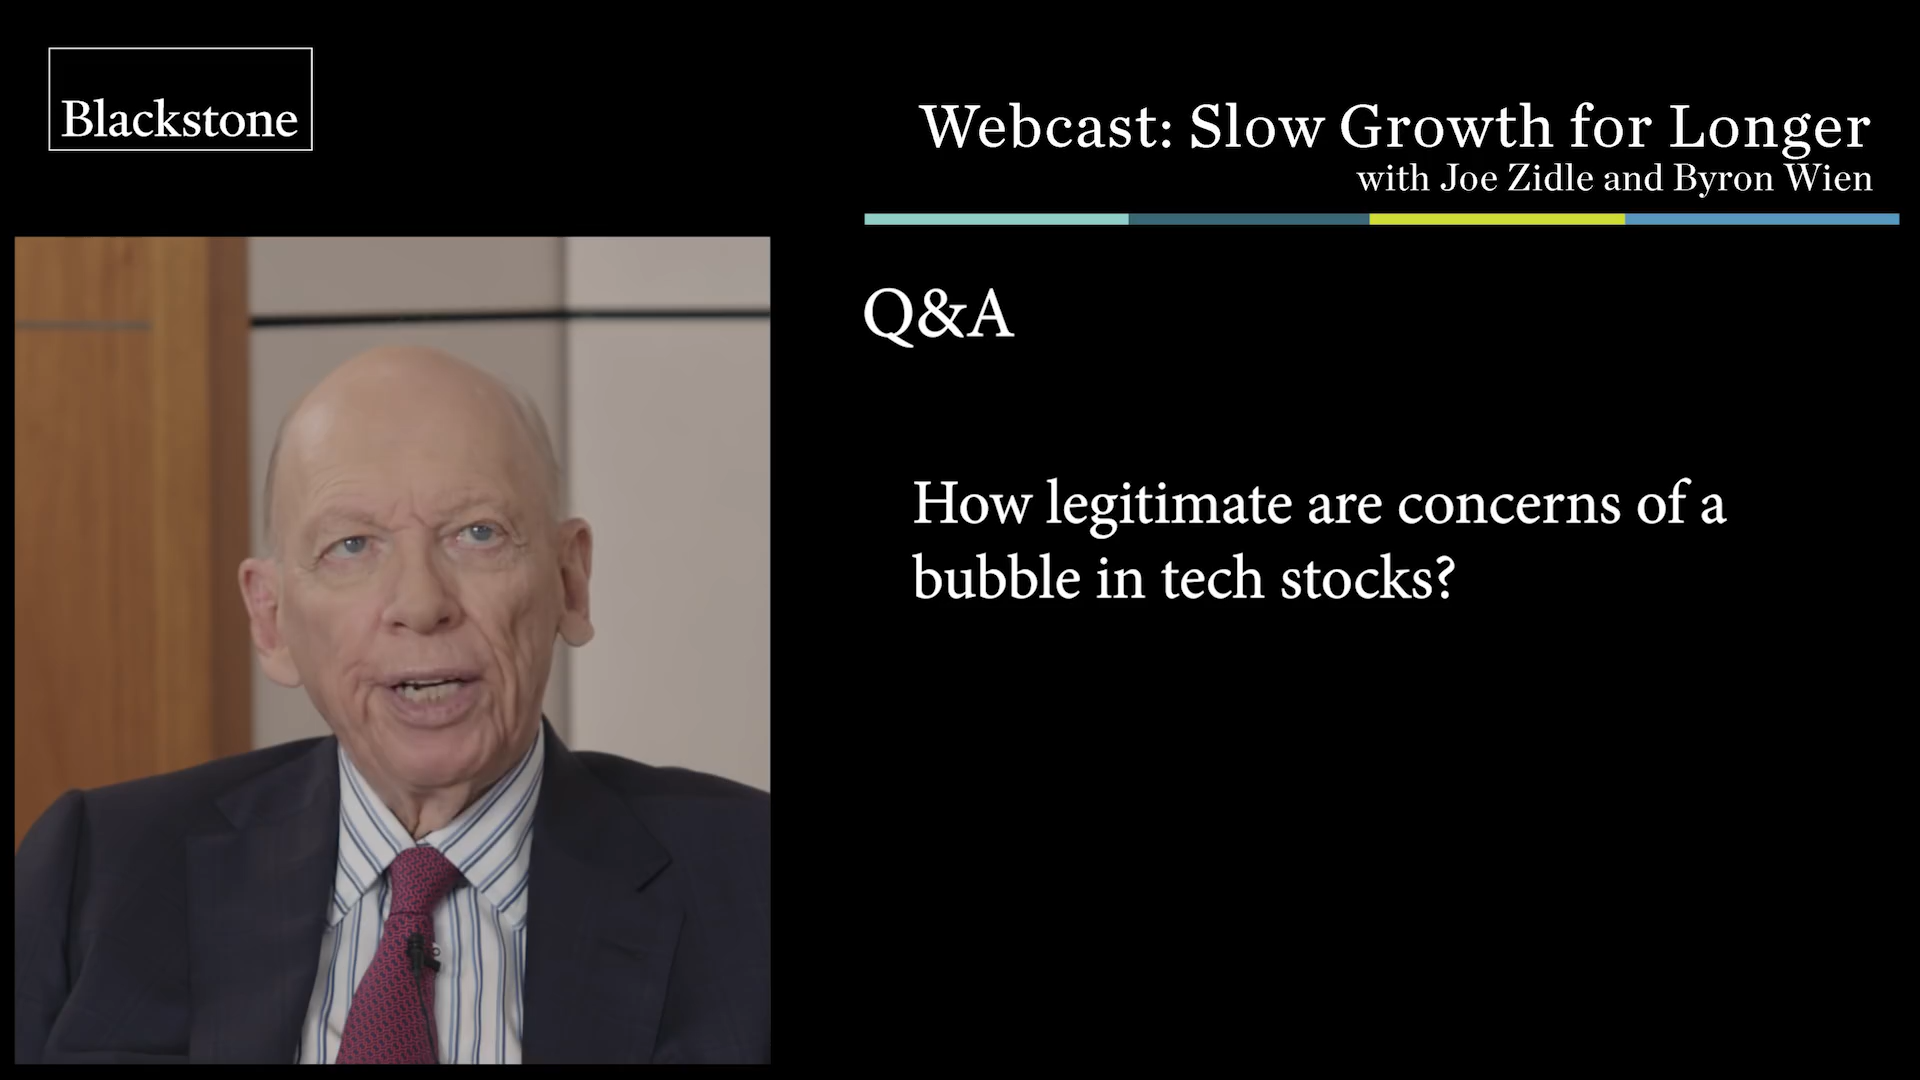 Blackstone
Webcast: Slow Growth for Longer
with Joe Zidle and Byron Wien
Q&A
How legitimate are concerns of a
bubble in tech stocks?